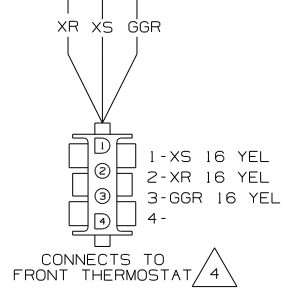 XR XS GGR
1
2
3
4
1-XS 16 YEL
2-XR 16 YEL
3-GGR 16 YEL
4-
CONNECTS TO
FRONT THERMOSTAT 4